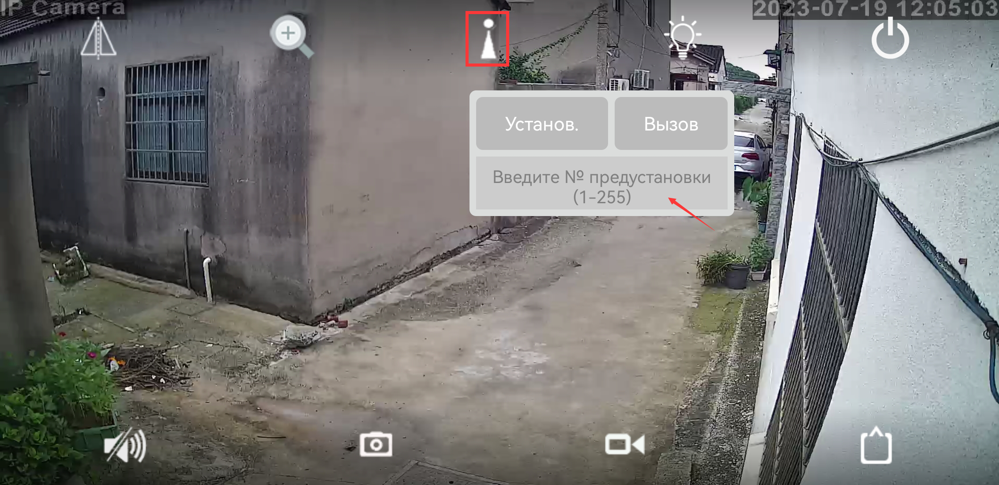 IP Camera
2023-07-19 12:05:03
Установ.
Вызов
Введите № предустановки
(1-255)